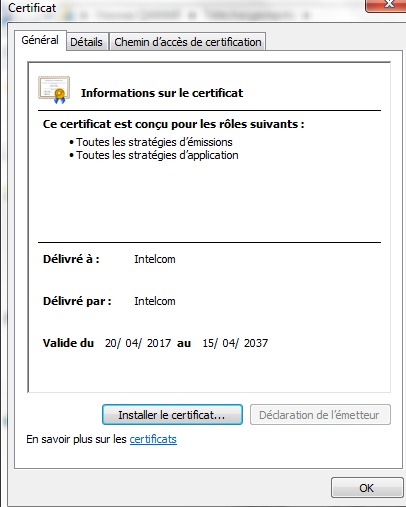 Certificat
Général
Détails
Chemin d'accès de certification
Informations sur le certificat
Ce certificat est conçu pour les rôles suivants :
• Toutes les stratégies d'émissions
• Toutes les stratégies d'application
Délivré à : Intelcom
Délivré par : Intelcom
Valide du 20/ 04/ 2017 au 15/ 04/ 2037
Installer le certificat...
Déclaration de l'émetteur
En savoir plus sur les certificats
OK